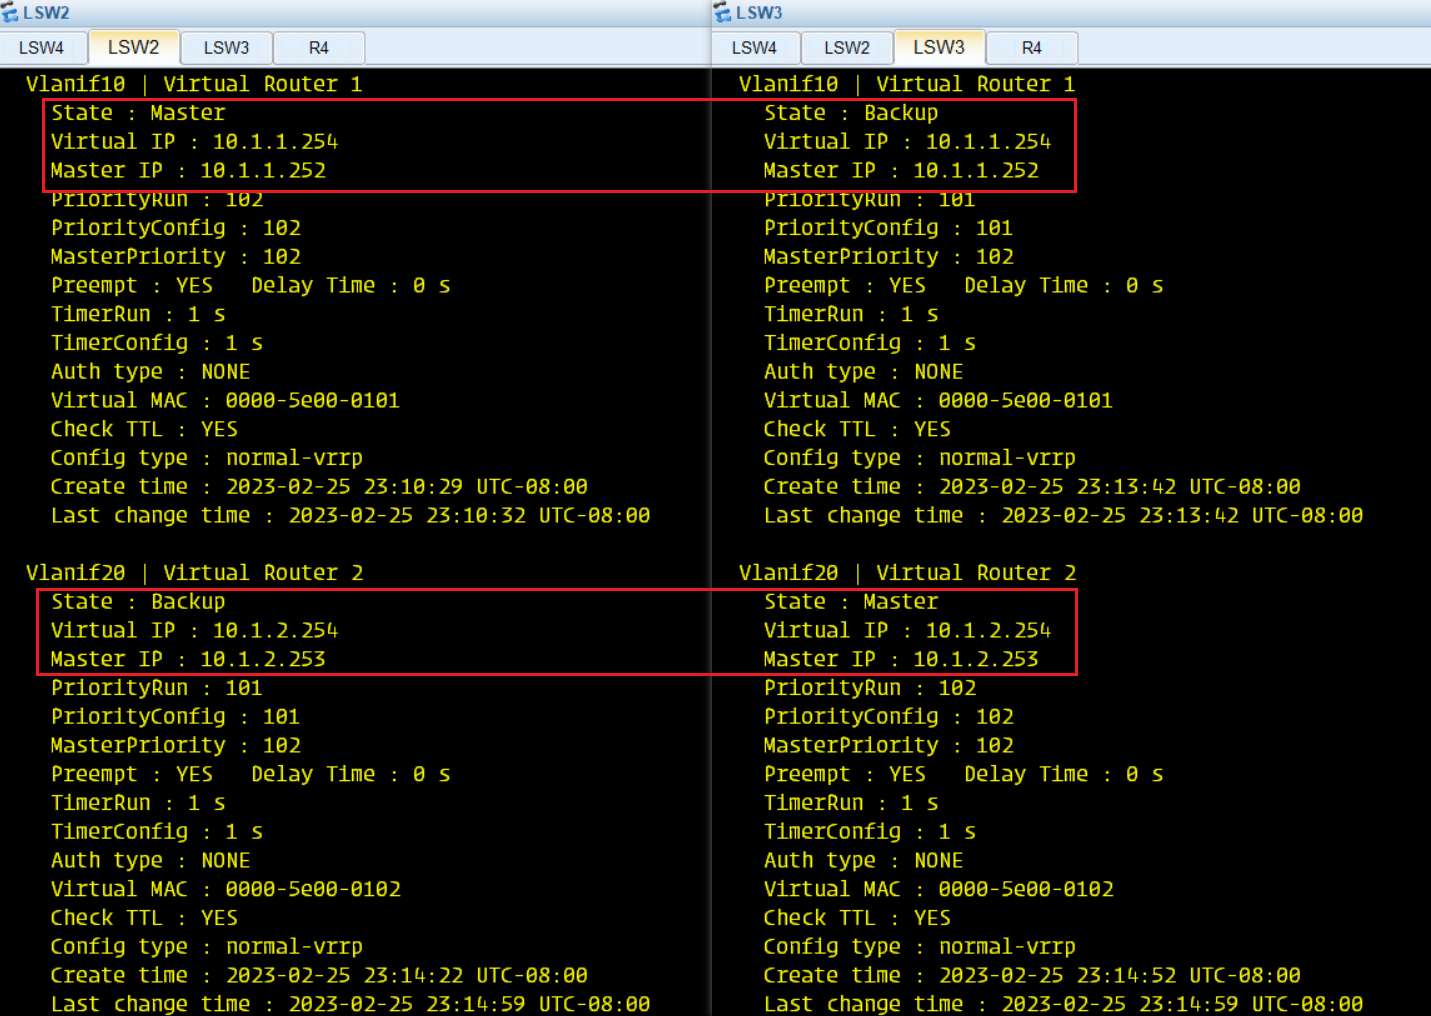 LSW2
LSW4 LSW2 LSW3 R4
Vlanif10 | Virtual Router 1
State : Master
Virtual IP : 10.1.1.254
Master IP : 10.1.1.252
PriorityRun : 102
PriorityConfig : 102
MasterPriority : 102
Preempt : YES   Delay Time : 0 s
TimerRun : 1 s
TimerConfig : 1 s
Auth type : NONE
Virtual MAC : 0000-5e00-0101
Check TTL : YES
Config type : normal-vrrp
Create time : 2023-02-25 23:10:29 UTC-08:00
Last change time : 2023-02-25 23:10:32 UTC-08:00
Vlanif20 | Virtual Router 2
State : Backup
Virtual IP : 10.1.2.254
Master IP : 10.1.2.253
PriorityRun : 101
PriorityConfig : 101
MasterPriority : 102
Preempt : YES   Delay Time : 0 s
TimerRun : 1 s
TimerConfig : 1 s
Auth type : NONE
Virtual MAC : 0000-5e00-0102
Check TTL : YES
Config type : normal-vrrp
Create time : 2023-02-25 23:14:22 UTC-08:00
Last change time : 2023-02-25 23:14:59 UTC-08:00
LSW3
LSW4 LSW2 LSW3 R4
Vlanif10 | Virtual Router 1
State : Backup
Virtual IP : 10.1.1.254
Master IP : 10.1.1.252
PriorityRun : 101
PriorityConfig : 101
MasterPriority : 102
Preempt : YES   Delay Time : 0 s
TimerRun : 1 s
TimerConfig : 1 s
Auth type : NONE
Virtual MAC : 0000-5e00-0101
Check TTL : YES
Config type : normal-vrrp
Create time : 2023-02-25 23:13:42 UTC-08:00
Last change time : 2023-02-25 23:13:42 UTC-08:00
Vlanif20 | Virtual Router 2
State : Master
Virtual IP : 10.1.2.254
Master IP : 10.1.2.253
PriorityRun : 102
PriorityConfig : 102
MasterPriority : 102
Preempt : YES   Delay Time : 0 s
TimerRun : 1 s
TimerConfig : 1 s
Auth type : NONE
Virtual MAC : 0000-5e00-0102
Check TTL : YES
Config type : normal-vrrp
Create time : 2023-02-25 23:14:52 UTC-08:00
Last change time : 2023-02-25 23:14:59 UTC-08:00